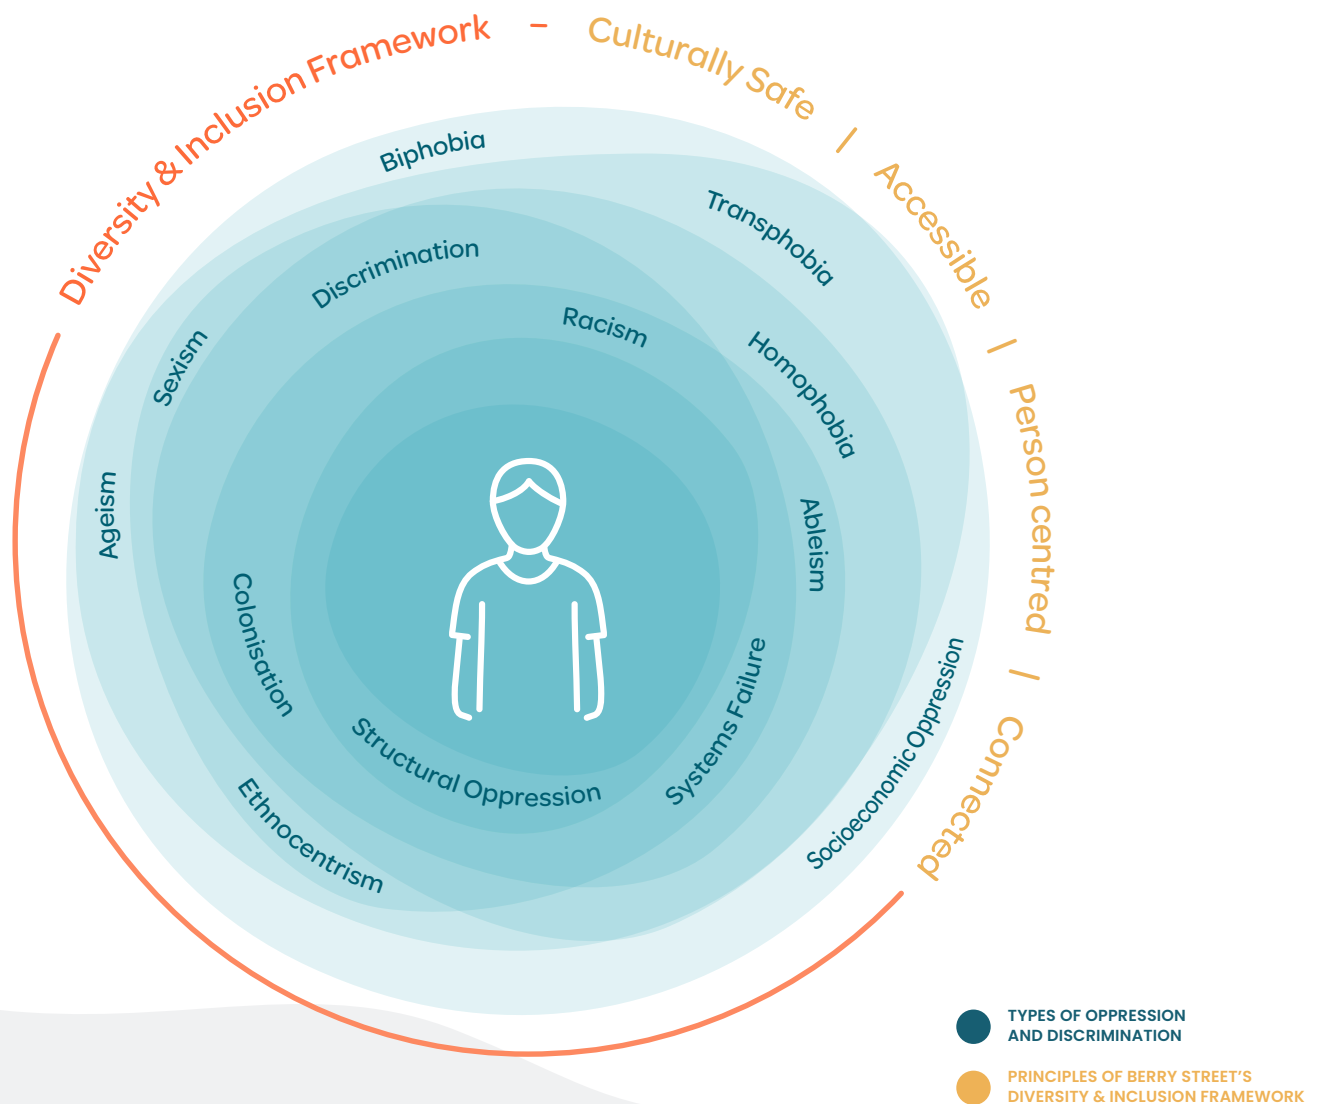 Diversity & Inclusion Framework – Culturally Safe | Accessible | Person centred | Connected
Biphobia
Transphobia
Discrimination
Racism
Sexism
Homophobia
Ageism
Ableism
Colonisation
Systems Failure
Socioeconomic Oppression
Structural Oppression
Ethnocentrism
TYPES OF OPPRESSION
AND DISCRIMINATION
PRINCIPLES OF BERRY STREET'S
DIVERSITY & INCLUSION FRAMEWORK